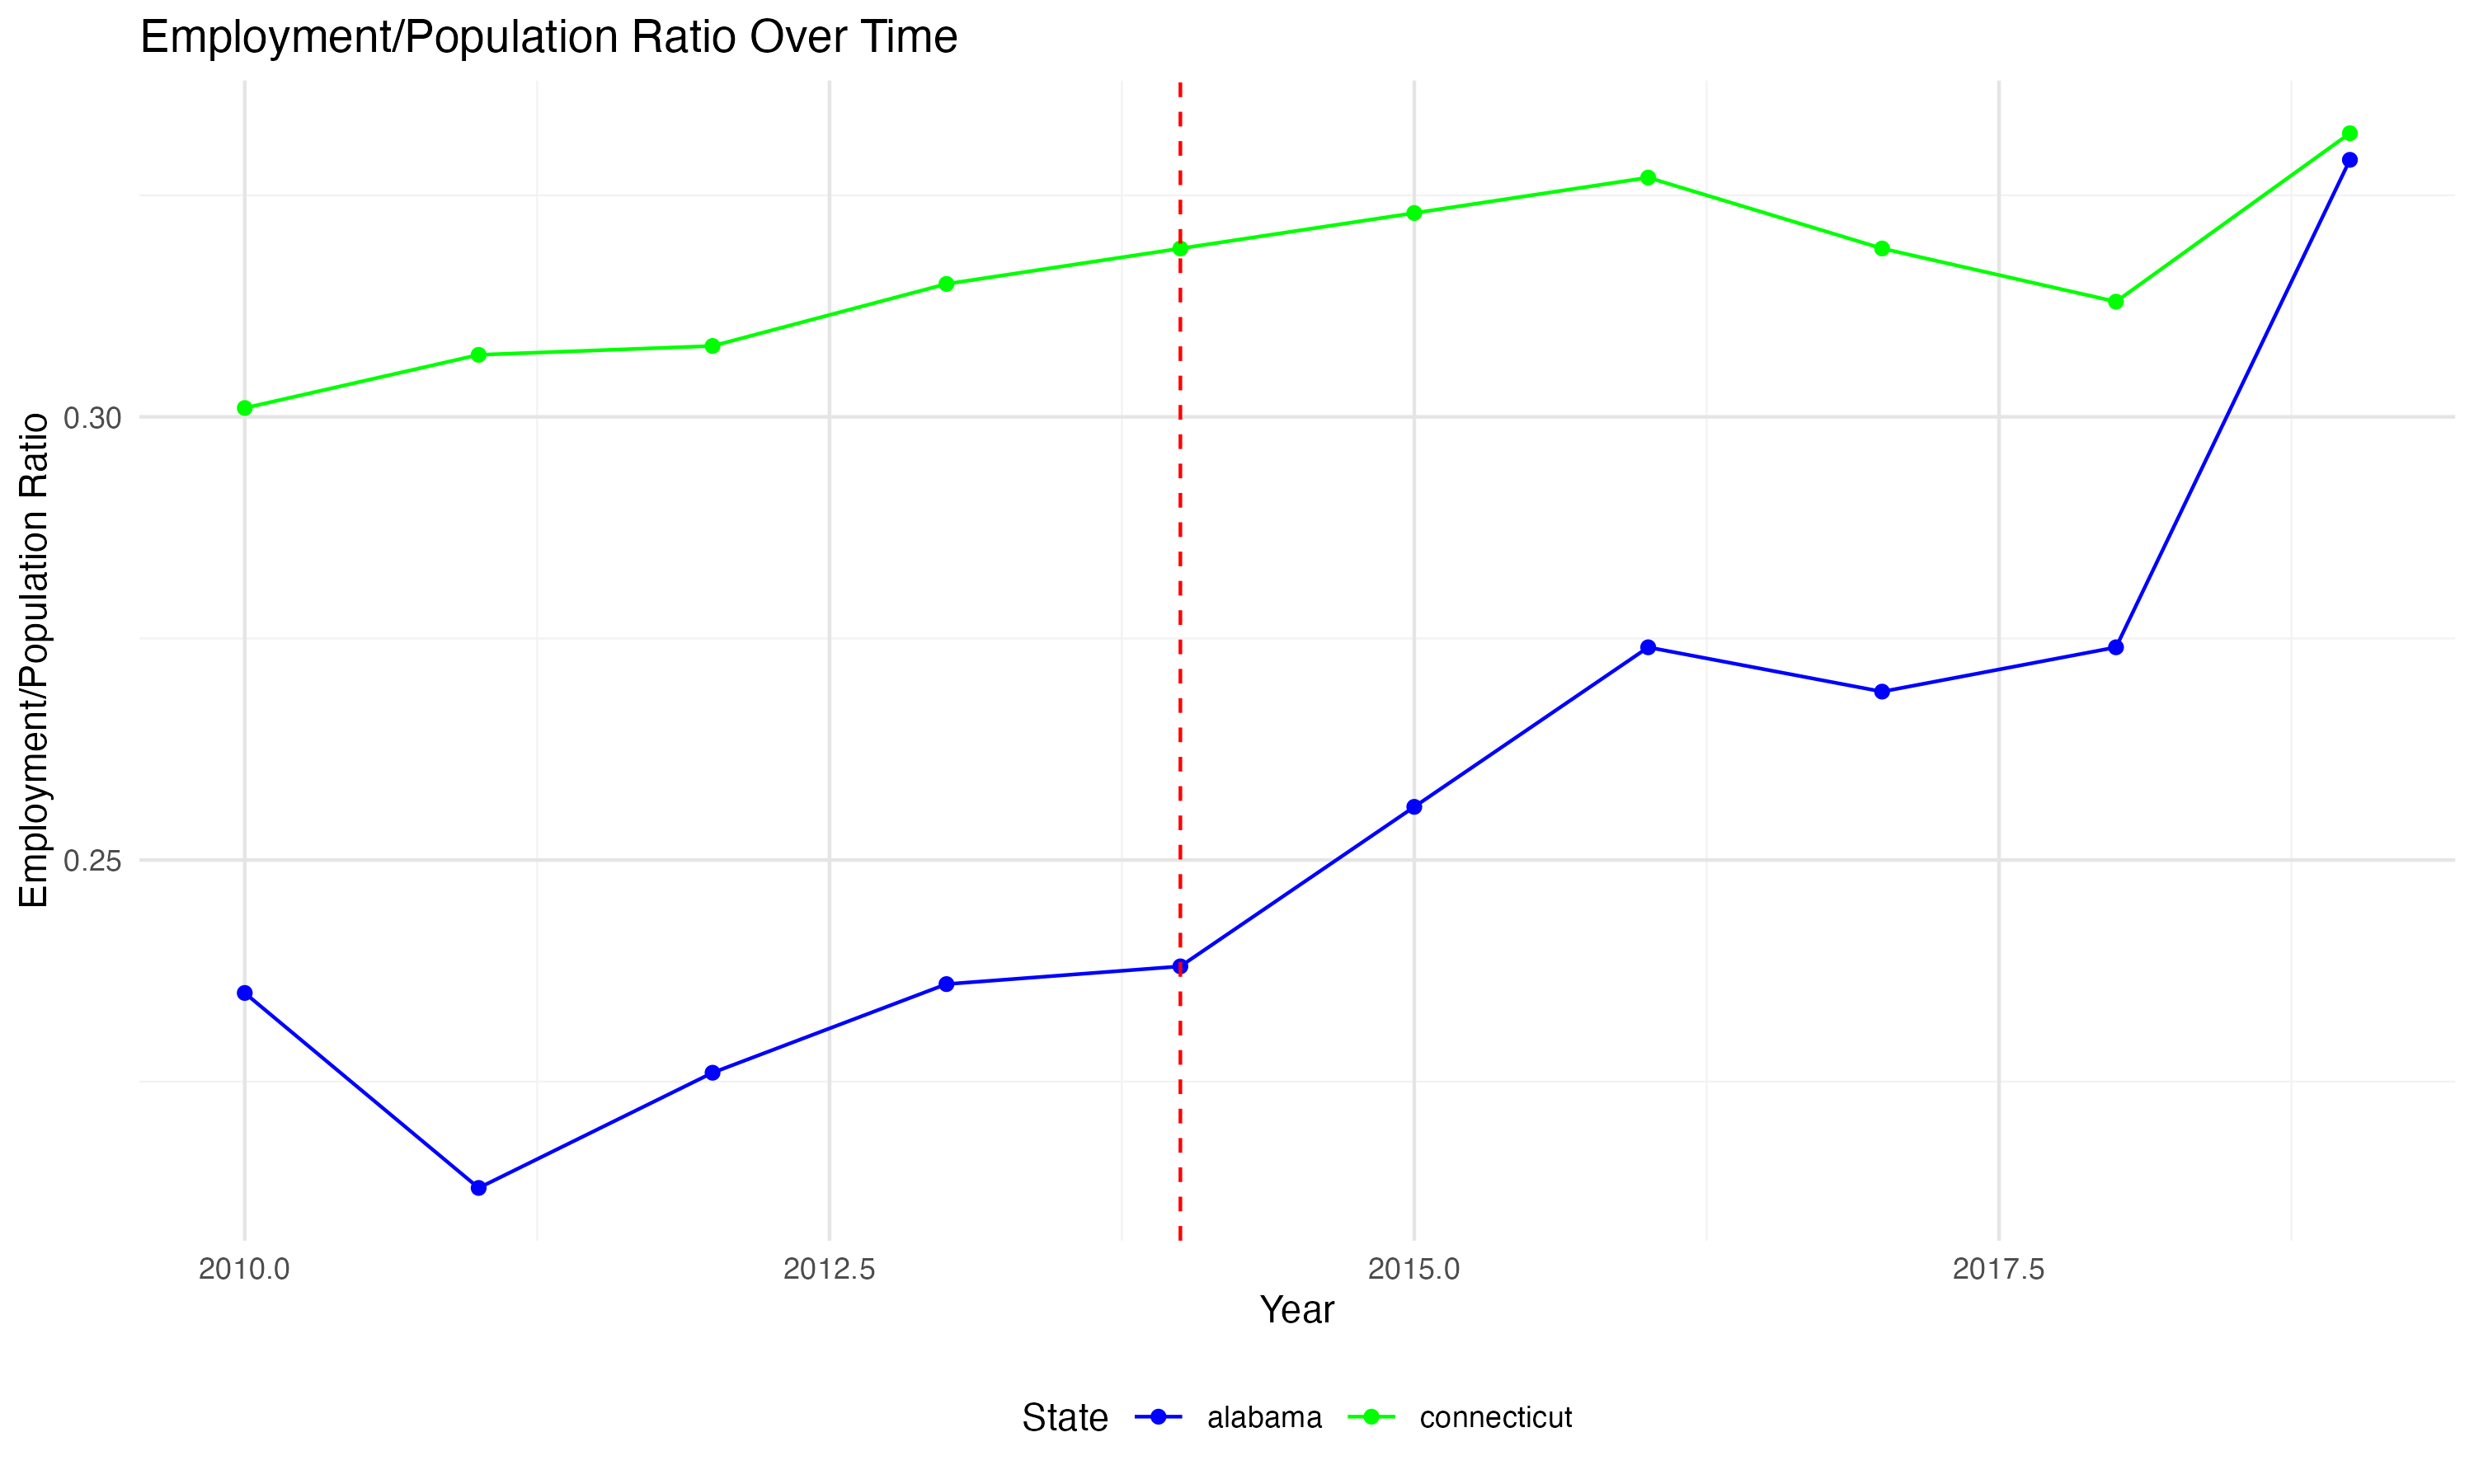 Employment/Population Ratio Over Time
Employment/Population Ratio
0.30
0.25
2010.0 2012.5 2015.0 2017.5
Year
State alabama connecticut